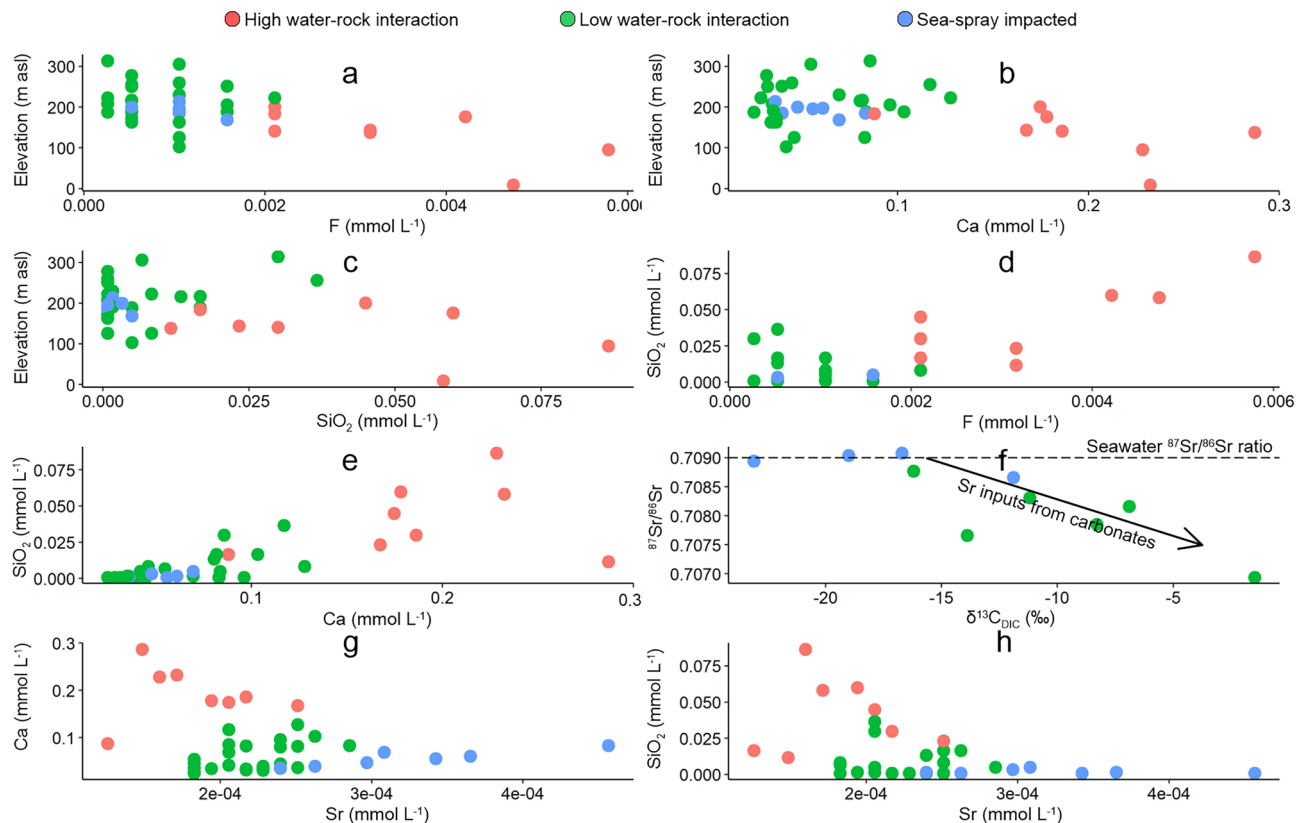 High water-rock interaction
Low water-rock interaction
Sea-spray impacted
a
Elevation (m asl)
300
200
100
0
0.000
0.002
0.004
0.006
F (mmol L⁻¹)
b
Elevation (m asl)
300
200
100
0
0.1
0.2
0.3
Ca (mmol L⁻¹)
c
Elevation (m asl)
300
200
100
0
0.000
0.025
0.050
0.075
SiO₂ (mmol L⁻¹)
d
SiO₂ (mmol L⁻¹)
0.075
0.050
0.025
0.000
0.000
0.002
0.004
0.006
F (mmol L⁻¹)
e
SiO₂ (mmol L⁻¹)
0.075
0.050
0.025
0.000
0.1
0.2
0.3
Ca (mmol L⁻¹)
Seawater ⁸⁷Sr/⁸⁶Sr ratio
f
Sr inputs from carbonates
⁸⁷Sr/⁸⁶Sr
0.7090
0.7085
0.7080
0.7075
0.7070
-20
-15
-10
-5
δ¹³C_DIC (‰)
g
Ca (mmol L⁻¹)
0.3
0.2
0.1
2e-04
3e-04
4e-04
Sr (mmol L⁻¹)
h
SiO₂ (mmol L⁻¹)
0.075
0.050
0.025
0.000
2e-04
3e-04
4e-04
Sr (mmol L⁻¹)